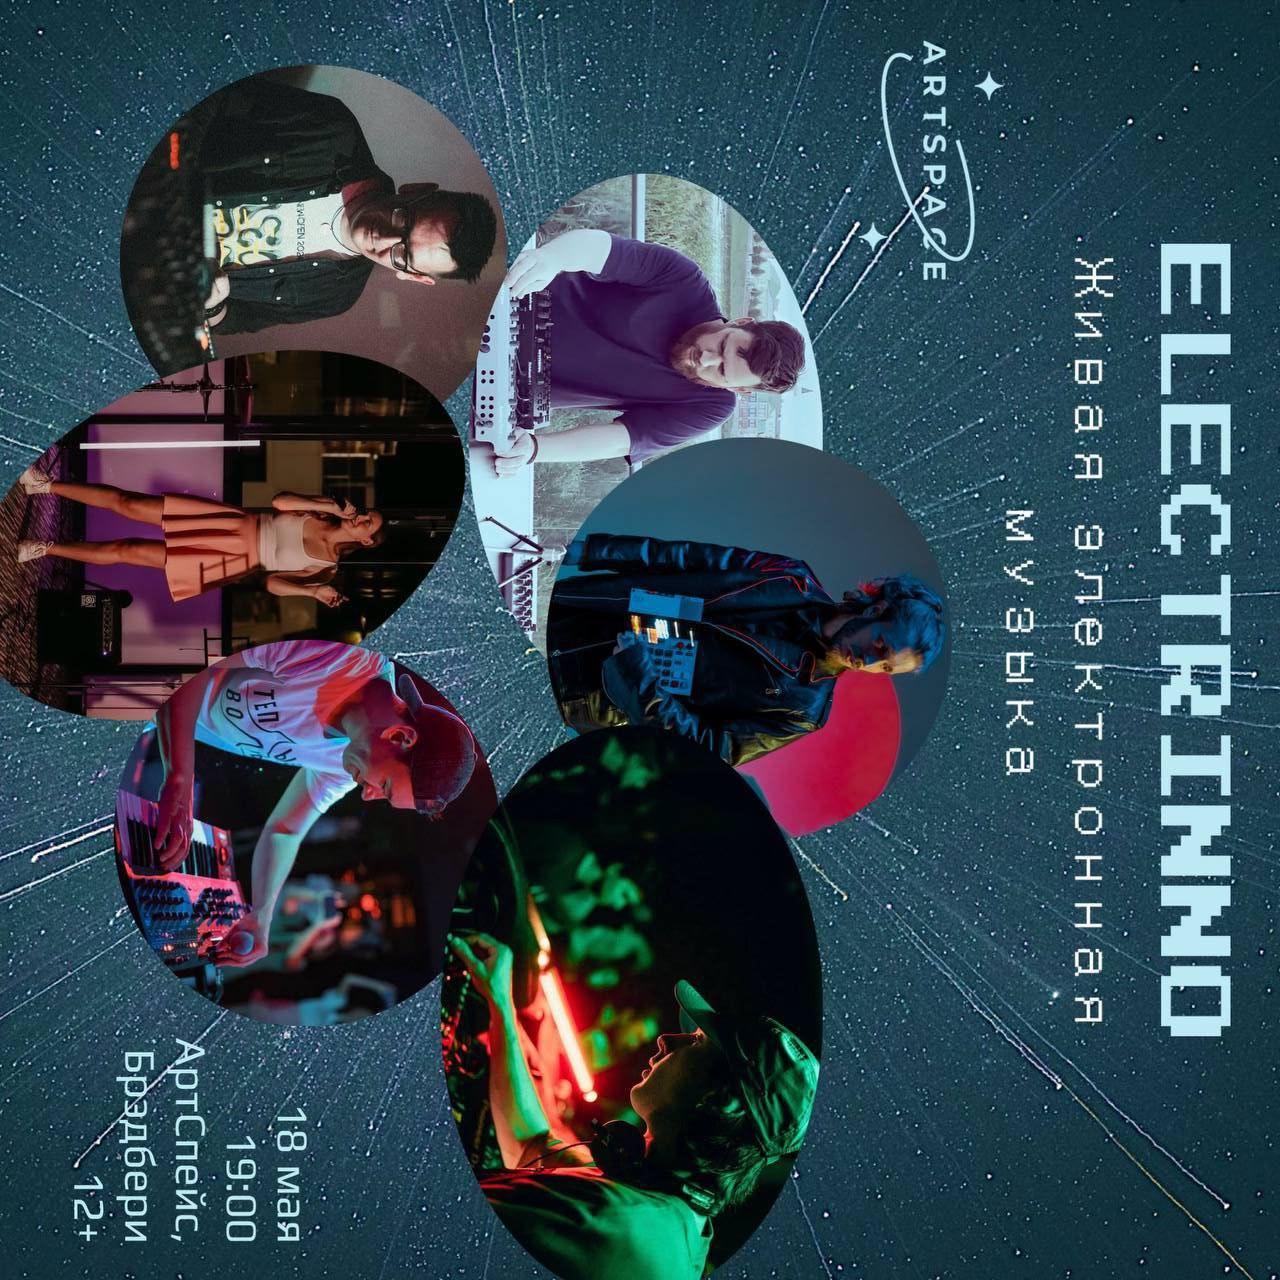 ELECTRINNO
живая электронная
музыка
ARTSPACE
18 мая
19:00
АртСпейс,
Брэдбери
12+